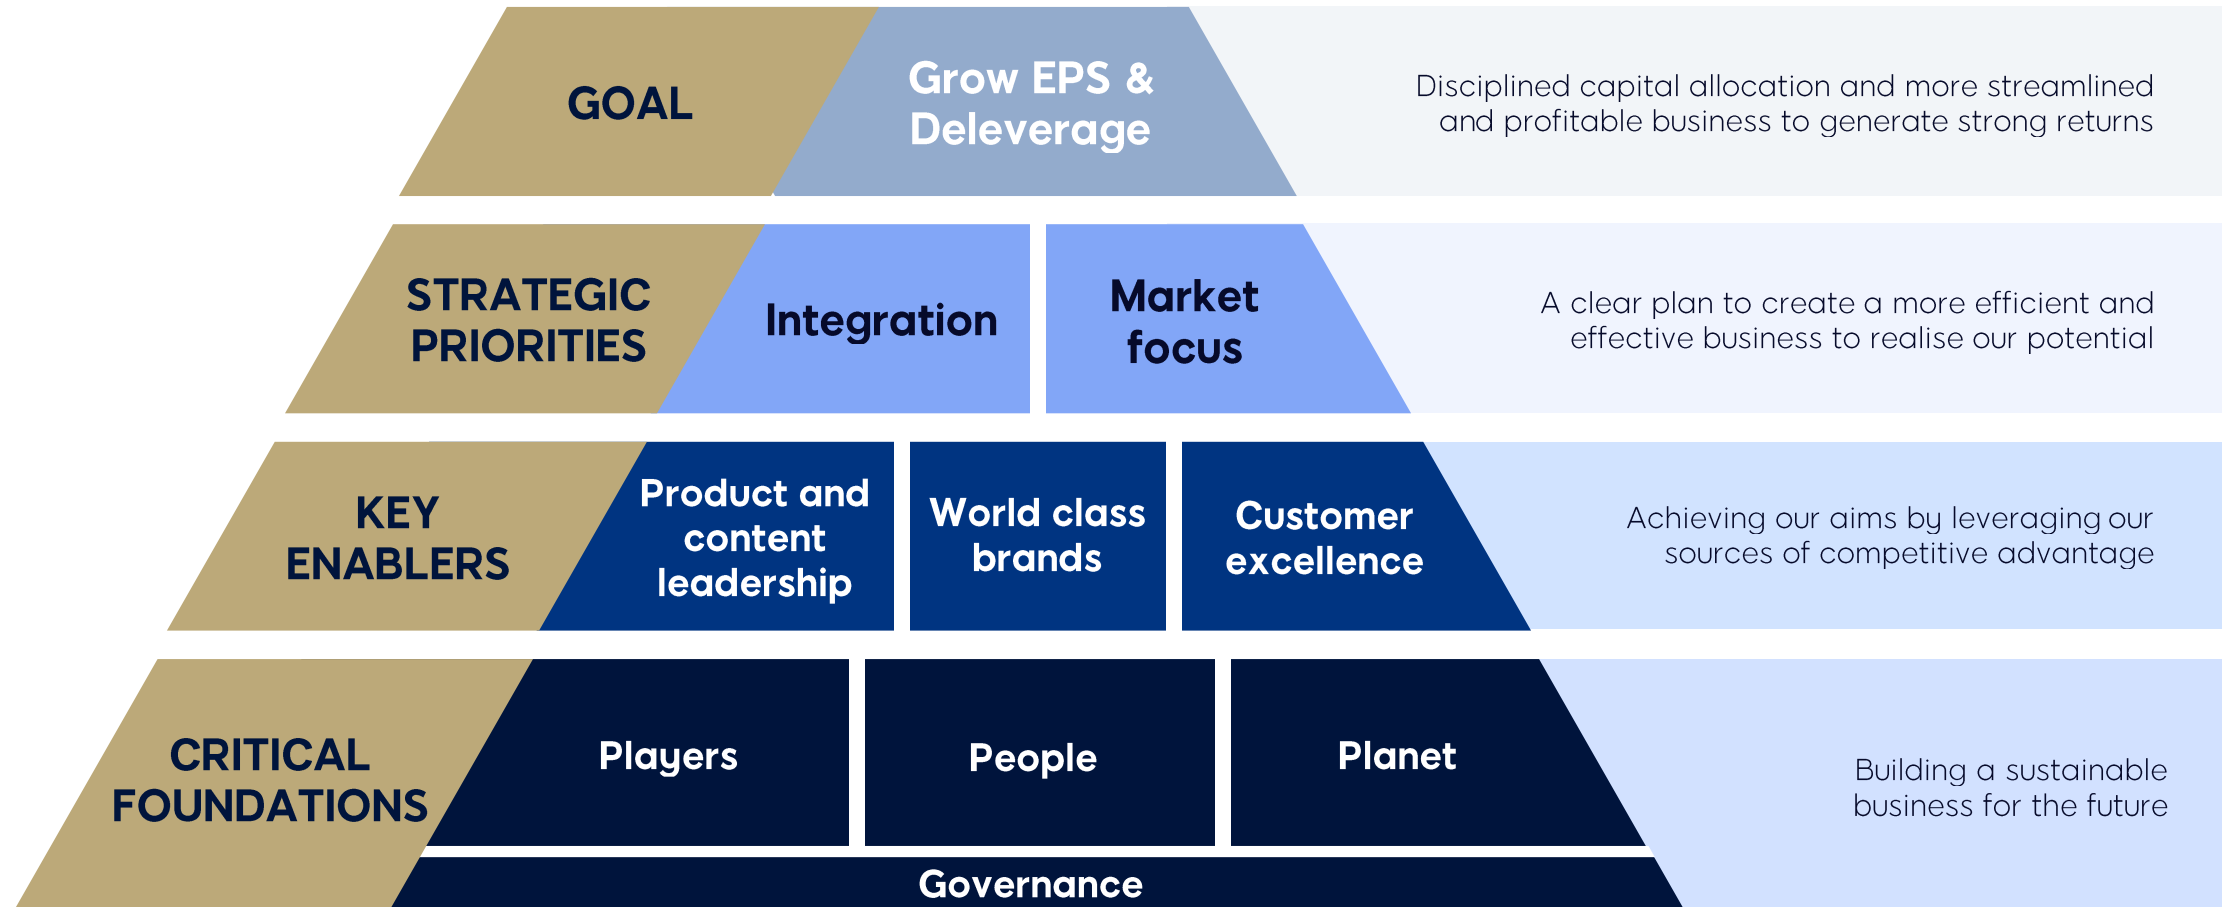 GOAL
Grow EPS &
Deleverage
Disciplined capital allocation and more streamlined
and profitable business to generate strong returns
STRATEGIC
PRIORITIES
Integration
Market
focus
A clear plan to create a more efficient and
effective business to realise our potential
KEY
ENABLERS
Product and
content
leadership
World class
brands
Customer
excellence
Achieving our aims by leveraging our
sources of competitive advantage
CRITICAL
FOUNDATIONS
Players
People
Planet
Building a sustainable
business for the future
Governance